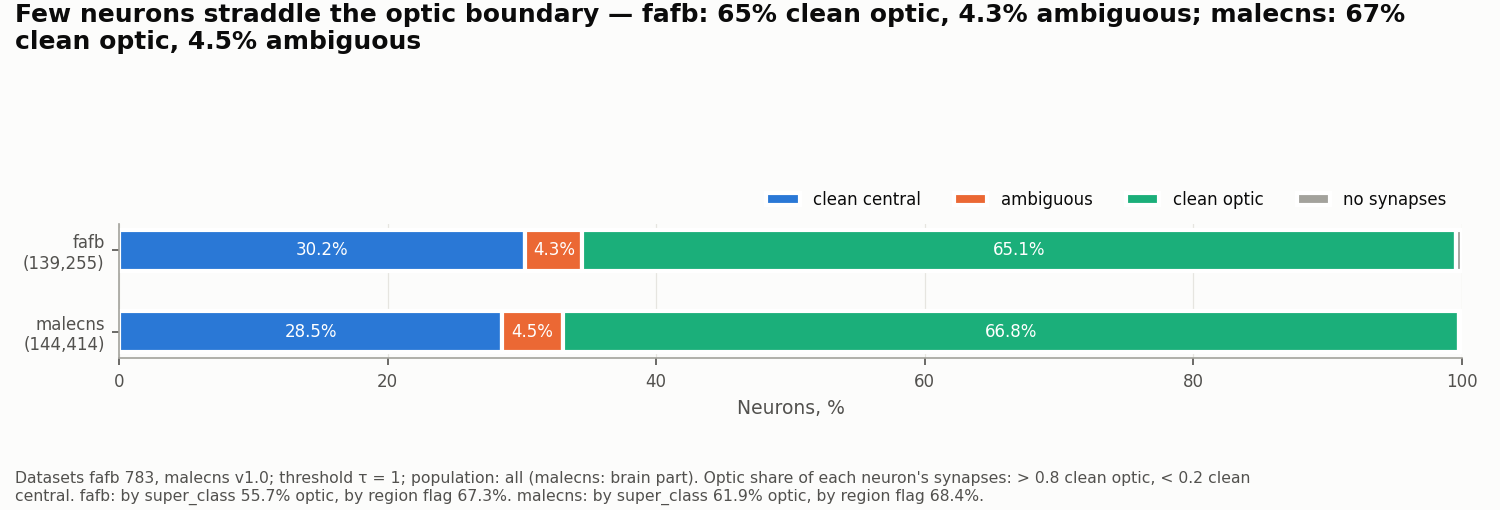 Few neurons straddle the optic boundary — fafb: 65% clean optic, 4.3% ambiguous; malecns: 67%
clean optic, 4.5% ambiguous
clean central
ambiguous
clean optic
no synapses
fafb
(139,255)
30.2%
4.3%
65.1%
malecns
(144,414)
28.5%
4.5%
66.8%
0
20
40
60
80
100
Neurons, %
Datasets fafb 783, malecns v1.0; threshold τ = 1; population: all (malecns: brain part). Optic share of each neuron's synapses: > 0.8 clean optic, < 0.2 clean
central. fafb: by super_class 55.7% optic, by region flag 67.3%. malecns: by super_class 61.9% optic, by region flag 68.4%.